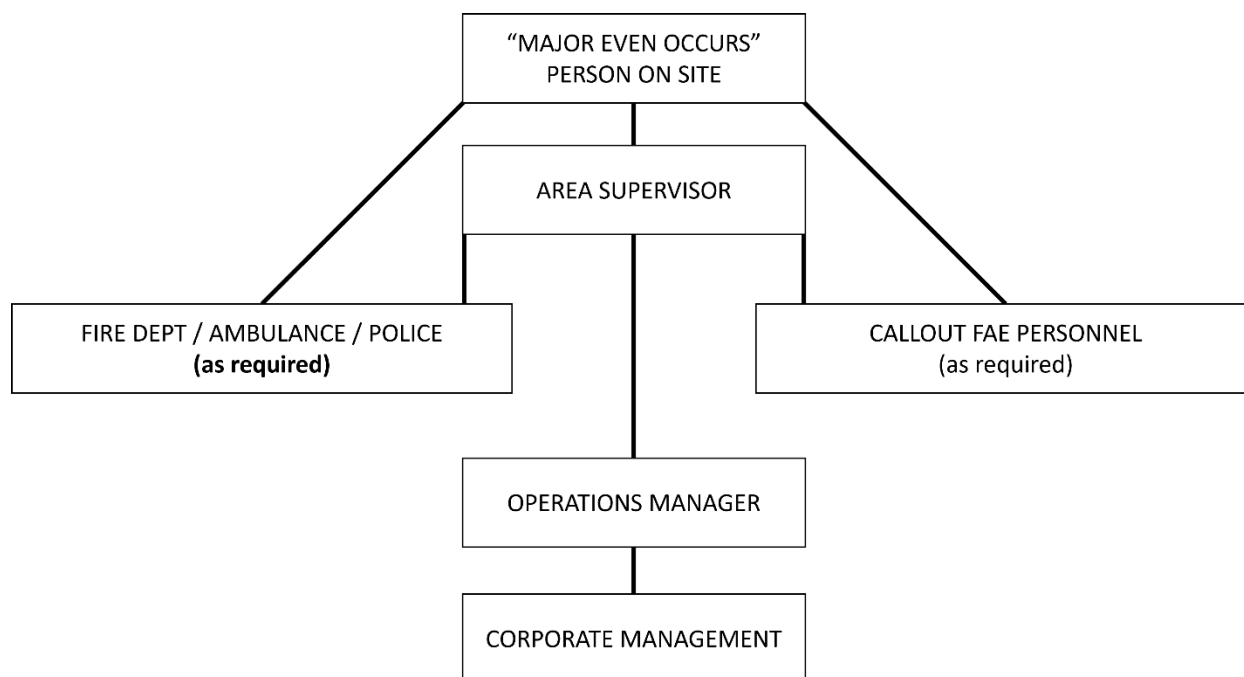 “MAJOR EVEN OCCURS”
PERSON ON SITE
AREA SUPERVISOR
FIRE DEPT / AMBULANCE / POLICE
(as required)
CALLOUT FAE PERSONNEL
(as required)
OPERATIONS MANAGER
CORPORATE MANAGEMENT